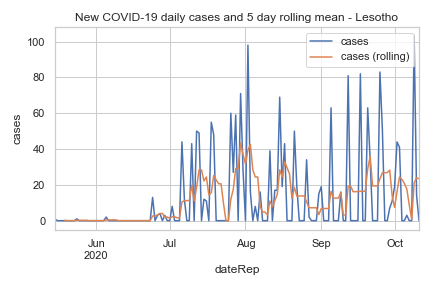 New COVID-19 daily cases and 5 day rolling mean - Lesotho
cases
cases (rolling)
cases
100
80
60
40
20
0
Jun
2020
Jul
Aug
Sep
Oct
dateRep